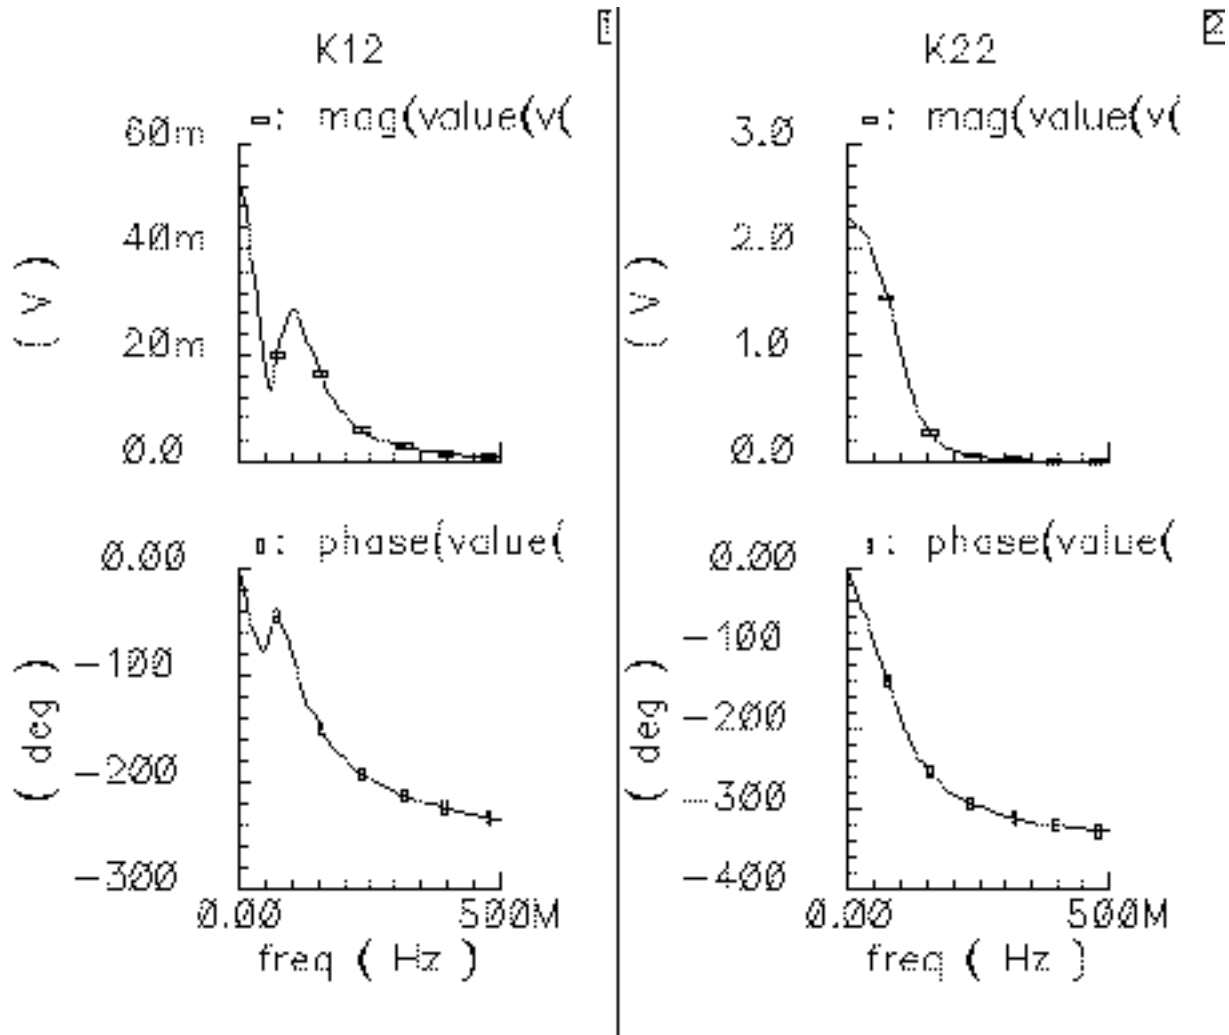 1
K12
mag(value(v(
60m
40m
20m
0.0
( V )
phase(value(
0.00
-100
-200
-300
( deg )
0.00 500M
freq ( Hz )
2
K22
mag(value(v(
3.0
2.0
1.0
0.0
( V )
phase(value(
0.00
-100
-200
-300
-400
( deg )
0.00 500M
freq ( Hz )